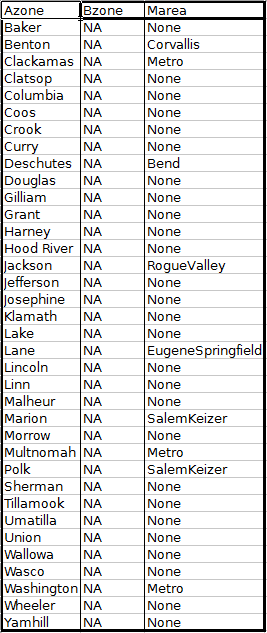 Azone Bzone Marea
Baker NA None
Benton NA Corvallis
Clackamas NA Metro
Clatsop NA None
Columbia NA None
Coos NA None
Crook NA None
Curry NA None
Deschutes NA Bend
Douglas NA None
Gilliam NA None
Grant NA None
Harney NA None
Hood River NA None
Jackson NA RogueValley
Jefferson NA None
Josephine NA None
Klamath NA None
Lake NA None
Lane NA EugeneSpringfield
Lincoln NA None
Linn NA None
Malheur NA None
Marion NA SalemKeizer
Morrow NA None
Multnomah NA Metro
Polk NA SalemKeizer
Sherman NA None
Tillamook NA None
Umatilla NA None
Union NA None
Wallowa NA None
Wasco NA None
Washington NA Metro
Wheeler NA None
Yamhill NA None